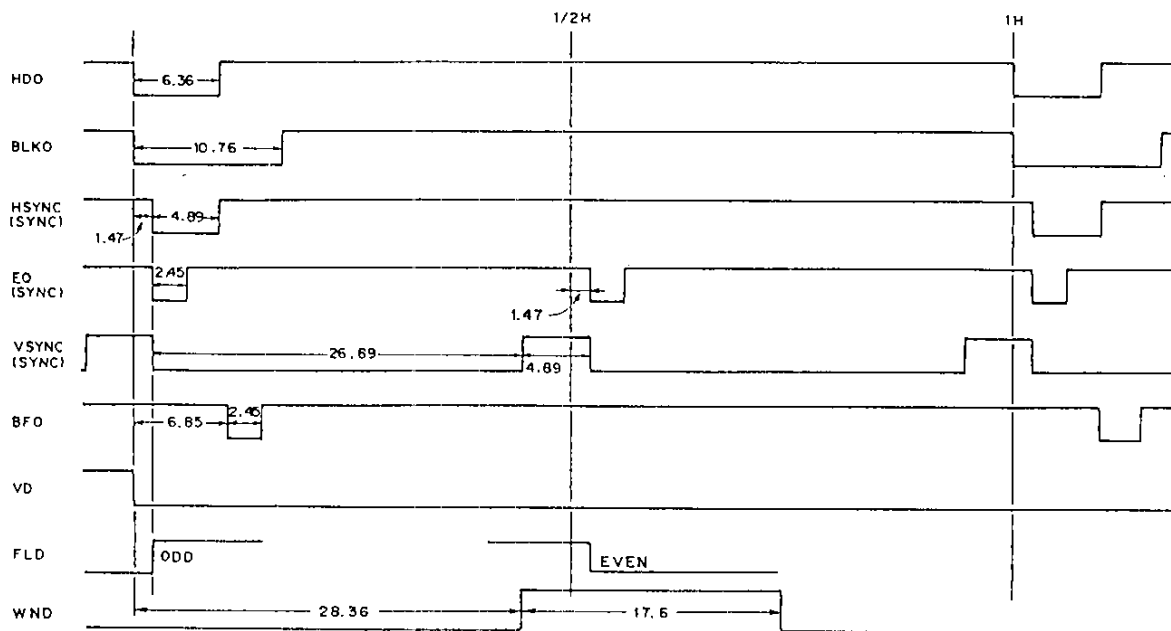 1/2H 1H
HDO 6.36
BLKO 10.76
HSYNC 4.89
(SYNC)
1.47
EQ 2.45
(SYNC)
1.47
VSYNC 26.69
(SYNC) 4.89
BFO 6.85 2.45
VD
FLD ODD EVEN
WND 28.36 17.6